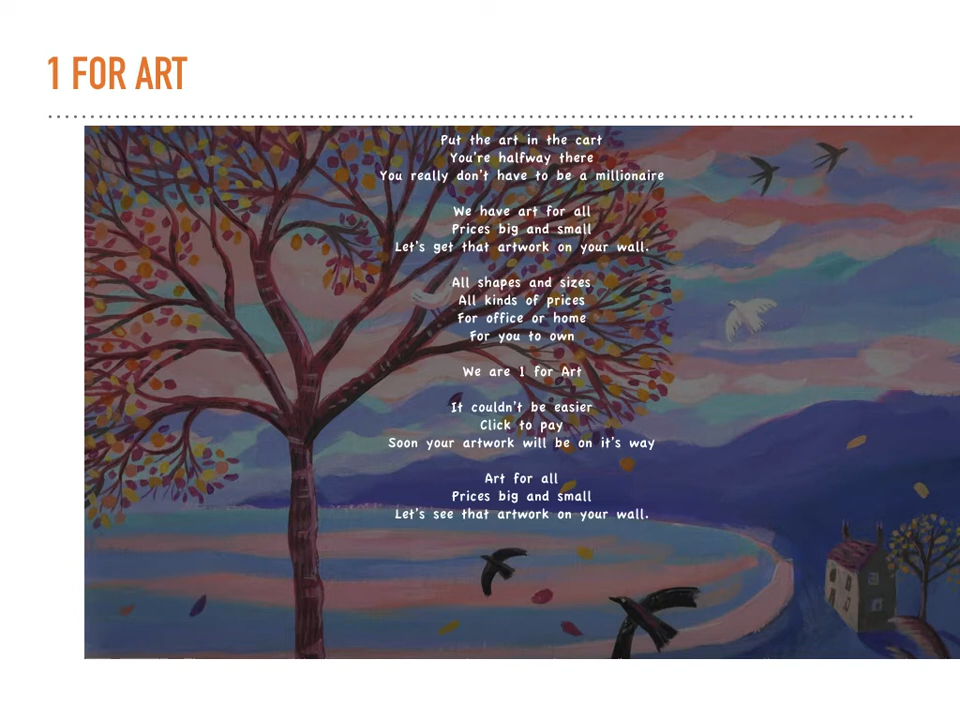 1 FOR ART
Put the art in the cart
You're halfway there
You really don't have to be a millionaire
We have art for all
Prices big and small
Let's get that artwork on your wall.
All shapes and sizes
All kinds of prices
For office or home
For you to own
We are 1 for Art
It couldn't be easier
Click to pay
Soon your artwork will be on it's way
Art for all
Prices big and small
Let's see that artwork on your wall.